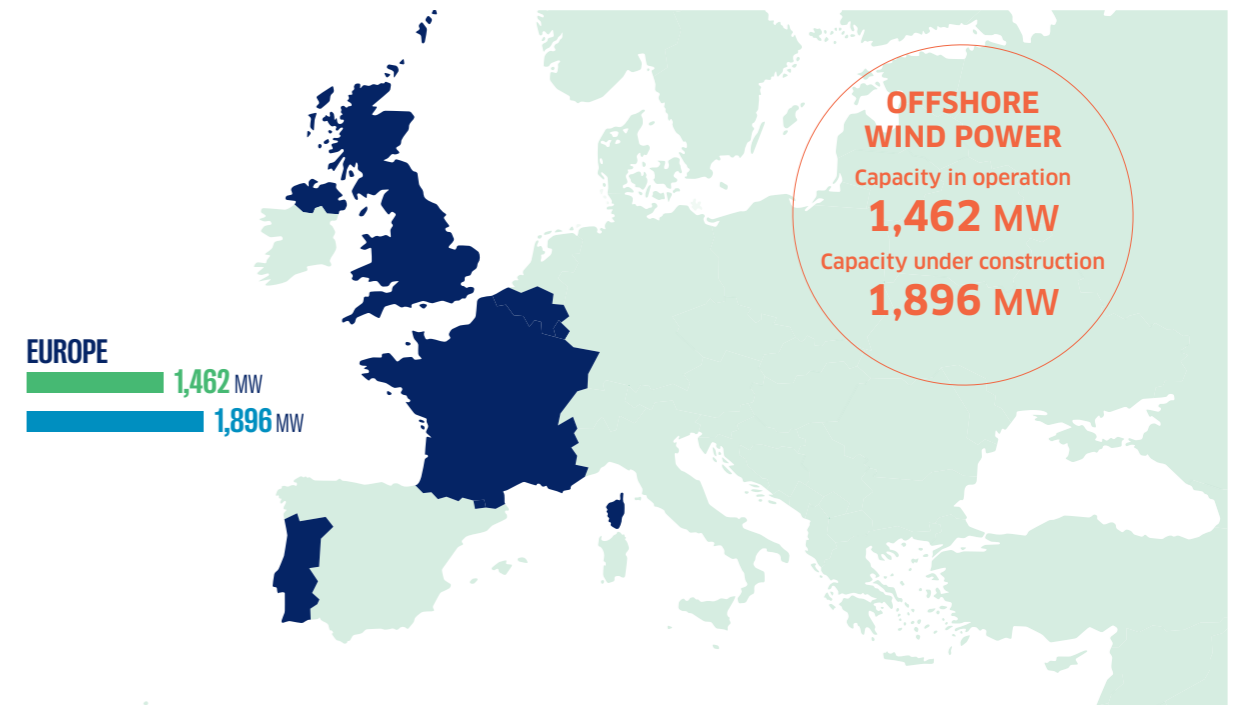 OFFSHORE
WIND POWER
Capacity in operation
1,462 MW
Capacity under construction
1,896 MW
EUROPE
1,462 MW
1,896 MW